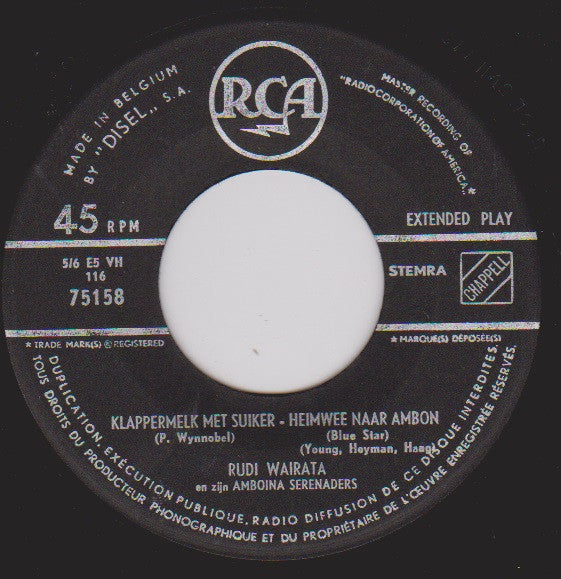 RCA
MADE IN BELGIUM
BY "DISEL" S.A.
MASTER RECORDING OF
"RADIO CORPORATION OF AMERICA"*
45 RPM
EXTENDED PLAY
5/6 E5 VH
116
75158
STEMRA
CHAPPELL
* TRADE MARK(S) ® REGISTERED
* MARQUE(S) DÉPOSÉE(S)
KLAPPERMELK MET SUIKER - HEIMWEE NAAR AMBON
(P. Wynnobel)
(Blue Star)
(Young, Heyman, Haag)
RUDI WAIRATA
en zijn AMBOINA SERENADERS
DUPLICATION, EXÉCUTION PUBLIQUE, RADIO DIFFUSION DE CE DISQUE INTERDITES.
TOUS DROITS DU PRODUCTEUR PHONOGRAPHIQUE ET DU PROPRIÉTAIRE DE L'ŒUVRE ENREGISTRÉE RÉSERVÉS.